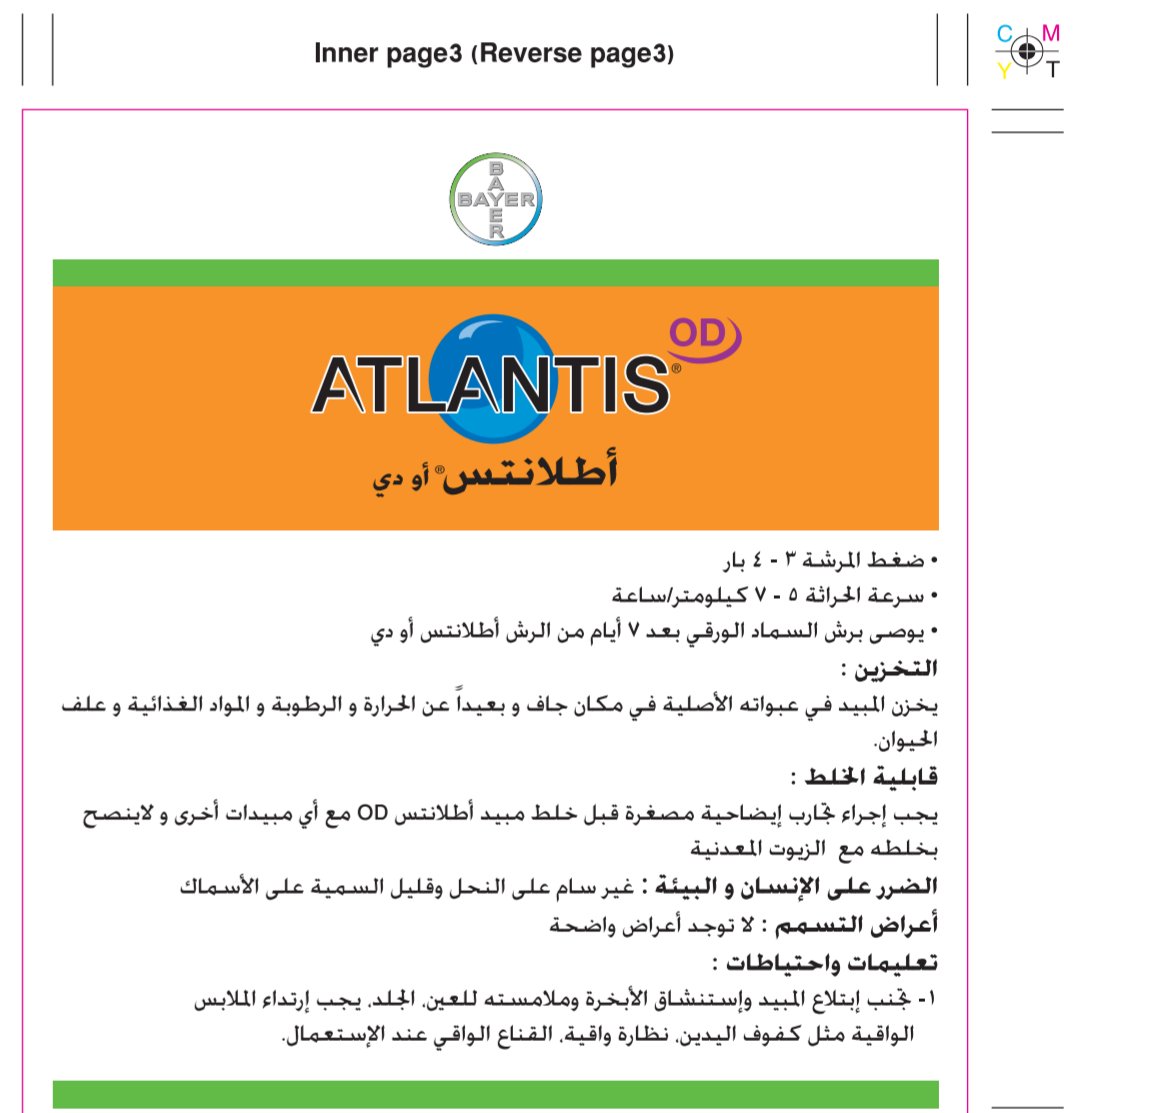 Inner page3 (Reverse page3)
C M
Y T
BAYER
BAYER
OD
ATLANTIS®
أطلانتس® أو دي
• ضغط المرشة ٣ - ٤ بار
• سرعة الحراثة ٥ - ٧ كيلومتر/ساعة
• يوصى برش السماد الورقي بعد ٧ أيام من الرش أطلانتس أو دي
التخزين :
يخزن المبيد في عبواته الأصلية في مكان جاف و بعيداً عن الحرارة و الرطوبة و المواد الغذائية و علف
الحيوان.
قابلية الخلط :
يجب إجراء تجارب إيضاحية مصغرة قبل خلط مبيد أطلانتس OD مع أي مبيدات أخرى و لاينصح
بخلطه مع الزيوت المعدنية
الضرر على الإنسان و البيئة : غير سام على النحل وقليل السمية على الأسماك
أعراض التسمم : لا توجد أعراض واضحة
تعليمات واحتياطات :
١- تجنب إبتلاع المبيد وإستنشاق الأبخرة وملامسته للعين, الجلد, يجب إرتداء الملابس
الواقية مثل كفوف اليدين, نظارة واقية, القناع الواقي عند الإستعمال.